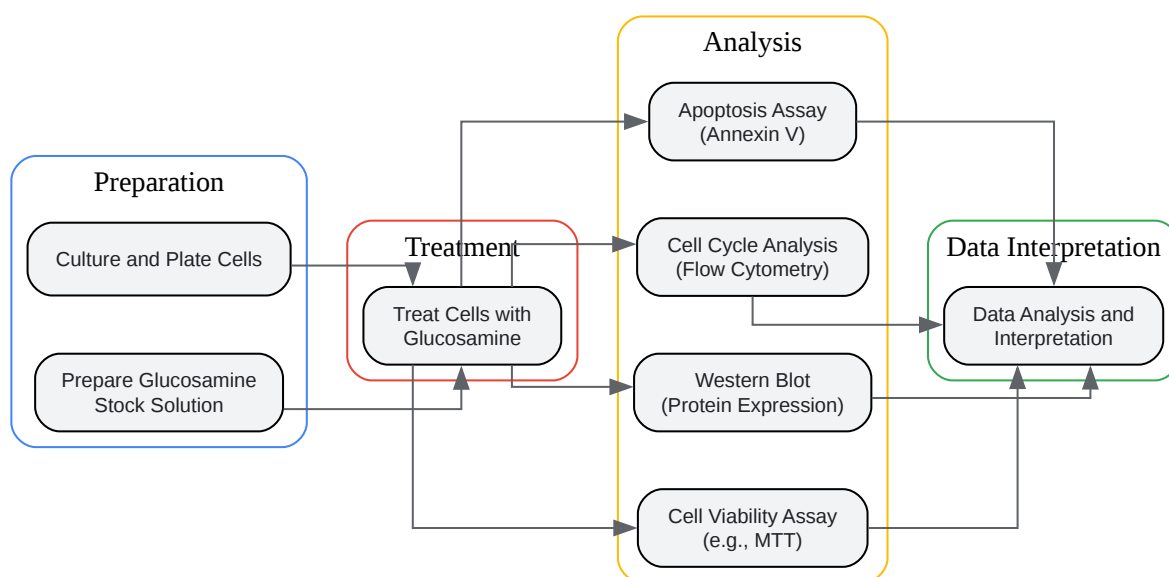 Preparation
Culture and Plate Cells
Prepare Glucosamine
Stock Solution
Treatment
Treat Cells with
Glucosamine
Analysis
Apoptosis Assay
(Annexin V)
Cell Cycle Analysis
(Flow Cytometry)
Western Blot
(Protein Expression)
Cell Viability Assay
(e.g., MTT)
Data Interpretation
Data Analysis and
Interpretation